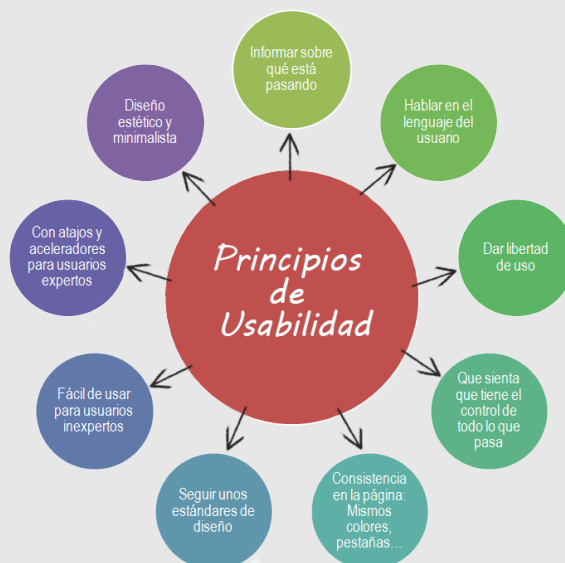 Principios
de
Usabilidad
Informar sobre
qué está
pasando
Hablar en el
lenguaje del
usuario
Dar libertad
de uso
Que sienta
que tiene el
control de
todo lo que
pasa
Consistencia
en la página:
Mismos
colores,
pestañas...
Seguir unos
estándares de
diseño
Fácil de usar
para usuarios
inexpertos
Con atajos y
aceleradores
para usuarios
expertos
Diseño
estético y
minimalista